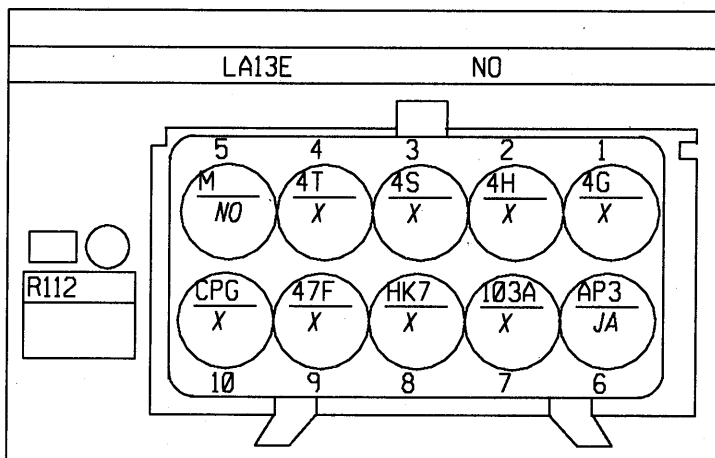 LA13E NO
5 4 3 2 1
M 4T 4S 4H 4G
NO X X X X
R112
CPG 47F HK7 103A AP3
X X X X JA
10 9 8 7 6